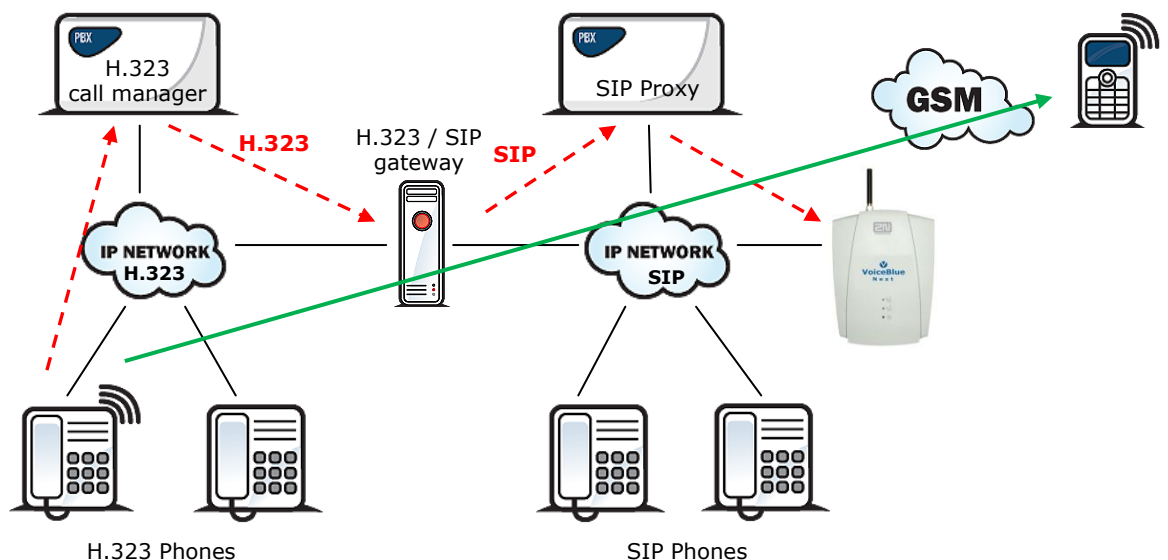 PBX
H.323
call manager
PBX
SIP Proxy
GSM
H.323
H.323 / SIP
gateway
SIP
IP NETWORK
H.323
IP NETWORK
SIP
2N
VoiceBlue
Next
H.323 Phones
SIP Phones